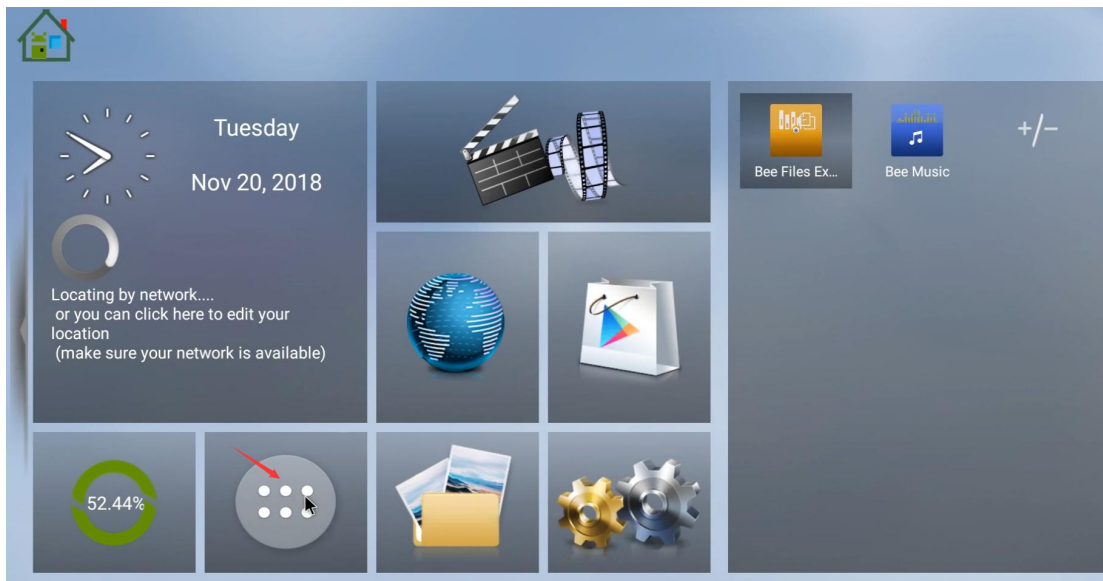 Tuesday
Nov 20, 2018
Locating by network....
or you can click here to edit your
location
(make sure your network is available)
52.44%
Bee Files Ex...
Bee Music
+/−